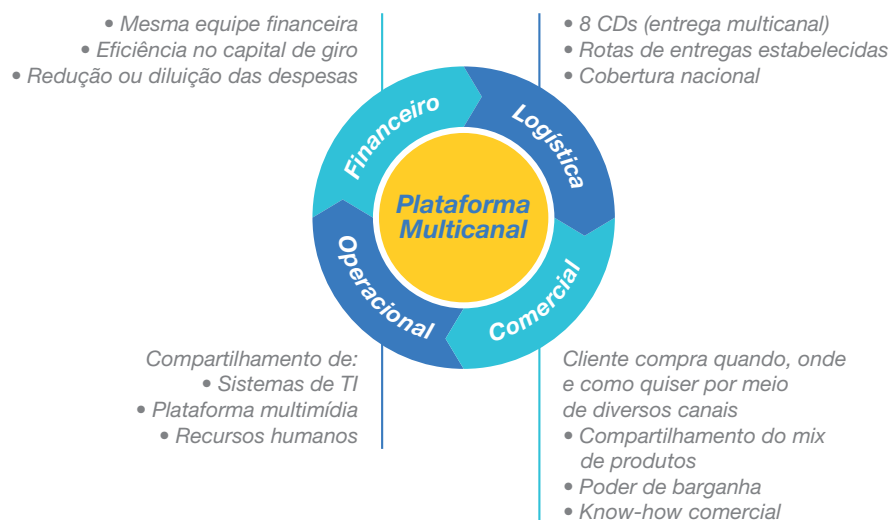 • Mesma equipe financeira
• Eficiência no capital de giro
• Redução ou diluição das despesas
• 8 CDs (entrega multicanal)
• Rotas de entregas estabelecidas
• Cobertura nacional
Financeiro
Logística
Plataforma
Multicanal
Operacional
Comercial
Compartilhamento de:
• Sistemas de TI
• Plataforma multimídia
• Recursos humanos
Cliente compra quando, onde
e como quiser por meio
de diversos canais
• Compartilhamento do mix
de produtos
• Poder de barganha
• Know-how comercial